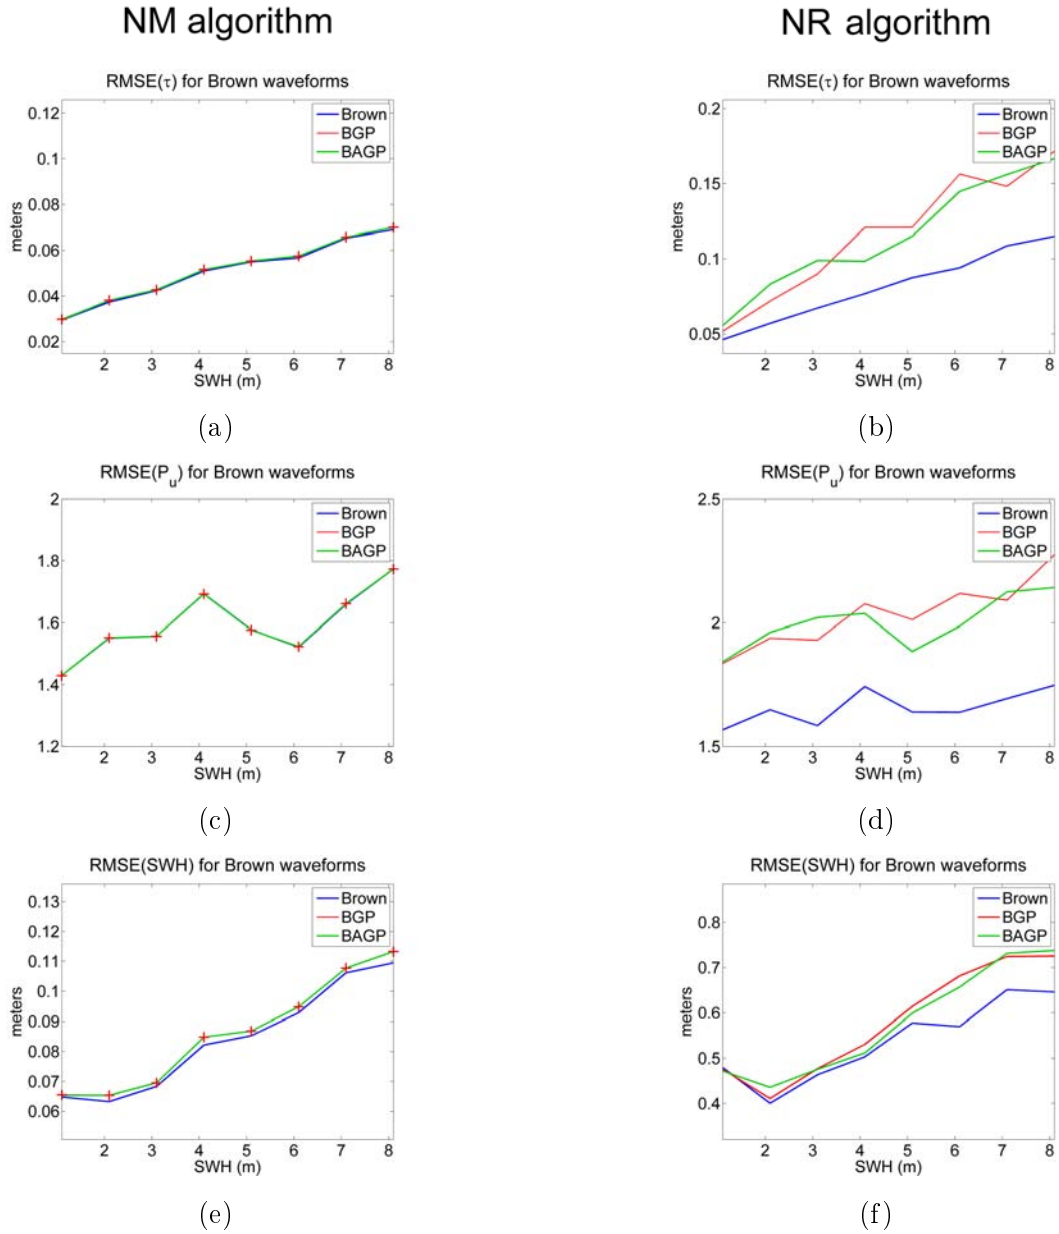 NM algorithm
NR algorithm
RMSE(τ) for Brown waveforms
0.12
0.1
0.08
0.06
0.04
0.02
meters
2 3 4 5 6 7 8
SWH (m)
Brown
BGP
BAGP
(a)
RMSE(τ) for Brown waveforms
0.2
0.15
0.1
0.05
meters
2 3 4 5 6 7 8
SWH (m)
Brown
BGP
BAGP
(b)
RMSE(P_u) for Brown waveforms
2
1.8
1.6
1.4
1.2
2 3 4 5 6 7 8
SWH (m)
Brown
BGP
BAGP
(c)
RMSE(P_u) for Brown waveforms
2.5
2
1.5
2 3 4 5 6 7 8
SWH (m)
Brown
BGP
BAGP
(d)
RMSE(SWH) for Brown waveforms
0.13
0.12
0.11
0.1
0.09
0.08
0.07
0.06
meters
2 3 4 5 6 7 8
SWH (m)
Brown
BGP
BAGP
(e)
RMSE(SWH) for Brown waveforms
0.8
0.7
0.6
0.5
0.4
meters
2 3 4 5 6 7 8
SWH (m)
Brown
BGP
BAGP
(f)